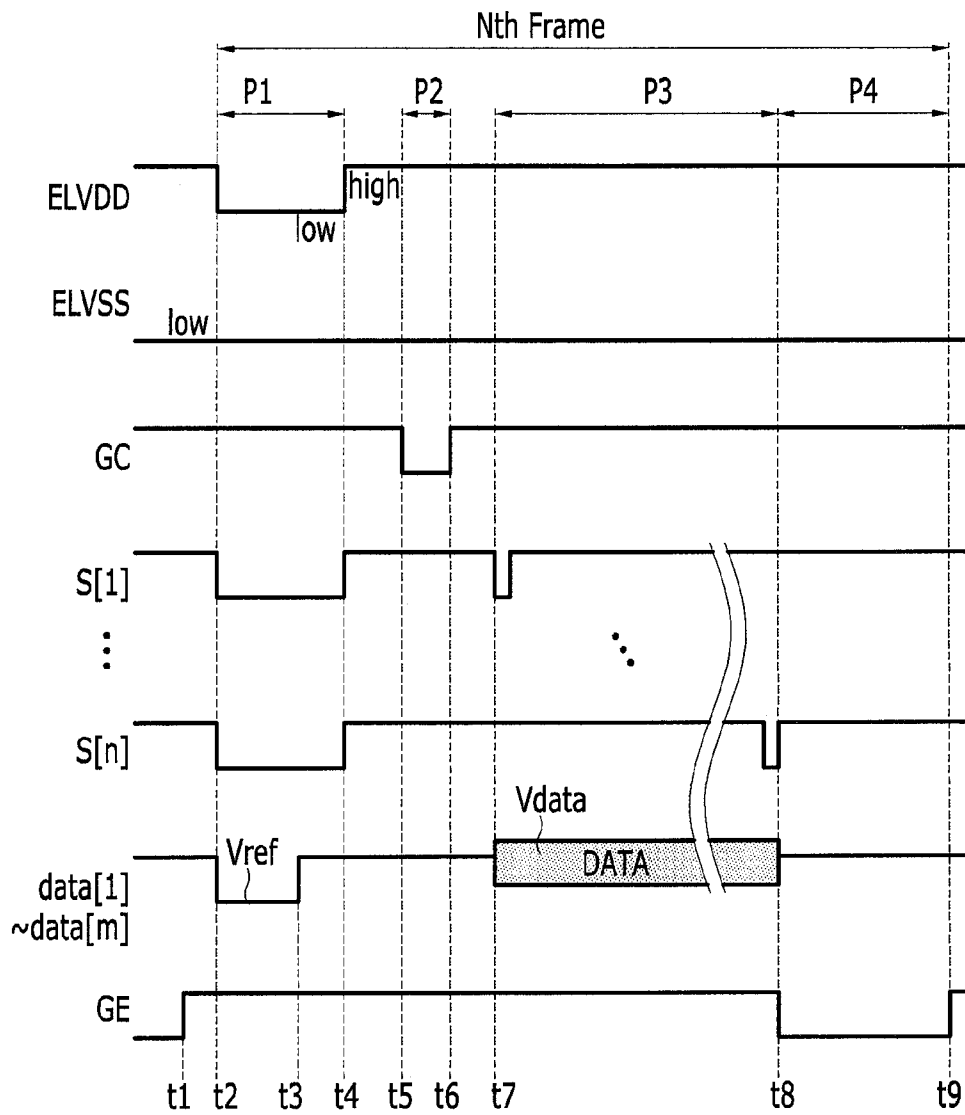 Nth Frame
P1 P2 P3 P4
ELVDD
high
low
ELVSS
low
GC
S[1]
S[n]
Vdata
Vref
DATA
data[1]
~data[m]
GE
t1 t2 t3 t4 t5 t6 t7 t8 t9